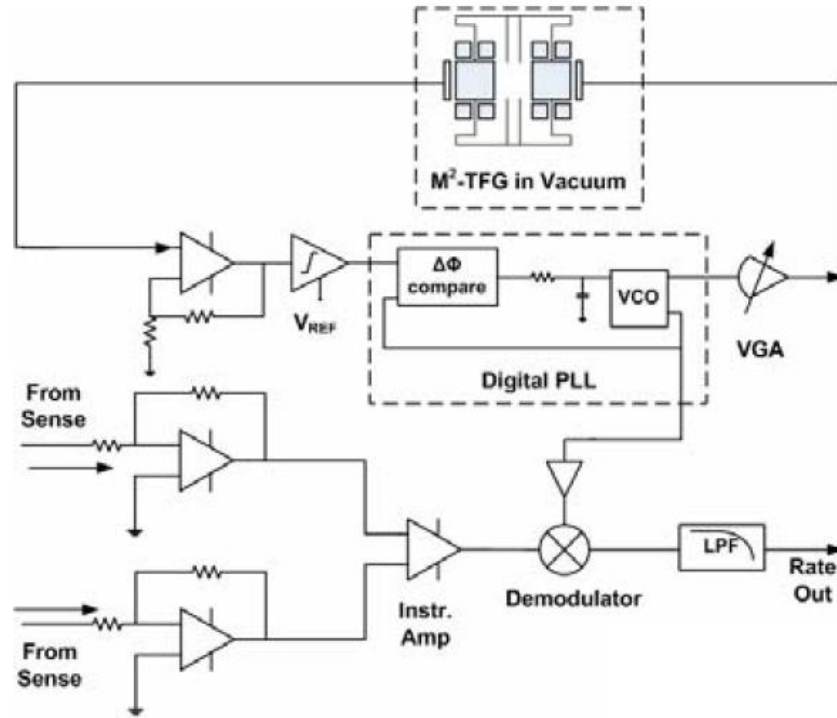 M²-TFG in Vacuum
ΔΦ
compare
VCO
V_REF
VGA
Digital PLL
From
Sense
LPF
Rate
Out
Instr.
Amp
Demodulator
From
Sense